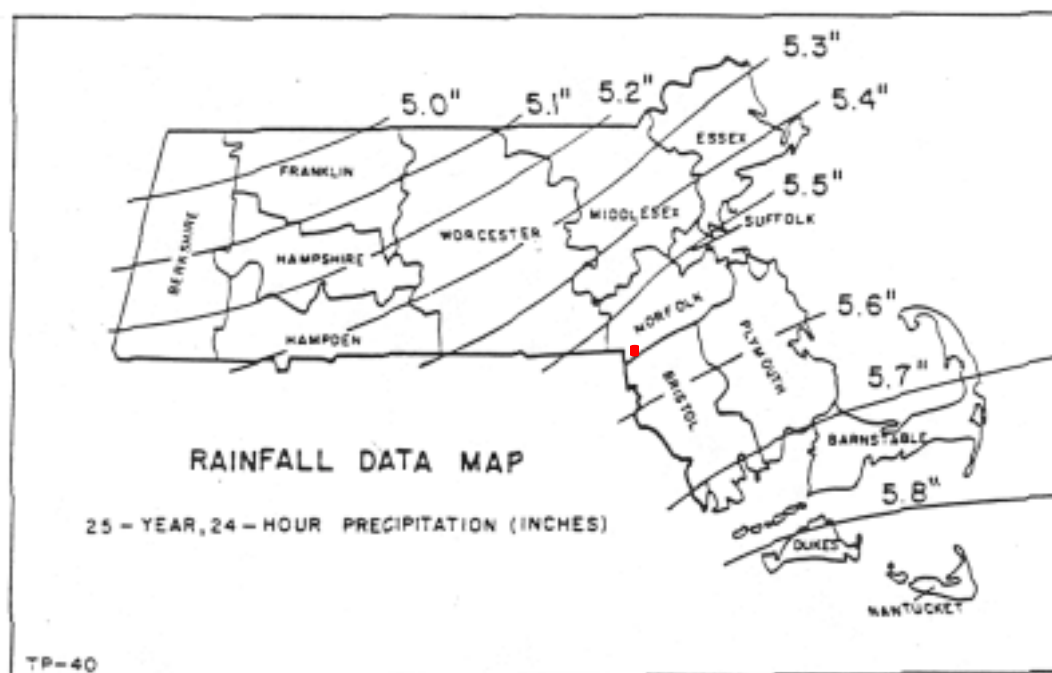 5.3"
5.0"
5.1"
5.2"
5.4"
ESSEX
FRANKLIN
5.5"
BERKSHIRE
WORCESTER
MIDDLESEX
SUFFOLK
HAMPSHIRE
MORFOLK
5.6"
PLYMOUTH
HAMPDEN
BRISTOL
5.7"
BARNSTABLE
RAINFALL DATA MAP
5.8"
25-YEAR, 24-HOUR PRECIPITATION (INCHES)
DUKES
NANTUCKET
TP-40